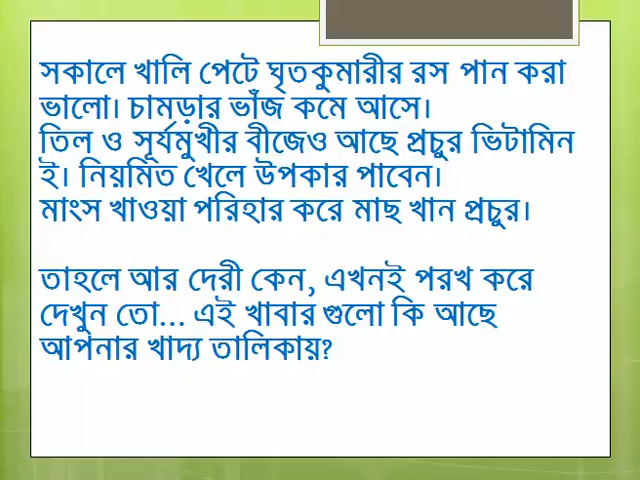 সকালে খালি পেটে ঘৃতকুমারীর রস পান করা
ভালো। চামড়ার ভাঁজ কমে আসে।
তিল ও সূর্যমুখীর বীজেও আছে প্রচুর ভিটামিন
ই। নিয়মিত খেলে উপকার পাবেন।
মাংস খাওয়া পরিহার করে মাছ খান প্রচুর।
তাহলে আর দেরী কেন, এখনই পরখ করে
দেখুন তো... এই খাবার গুলো কি আছে
আপনার খাদ্য তালিকায়?